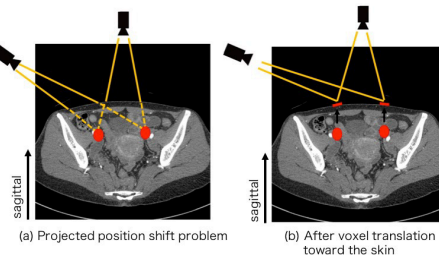 sagittal
sagittal
(a) Projected position shift problem
(b) After voxel translation
toward the skin